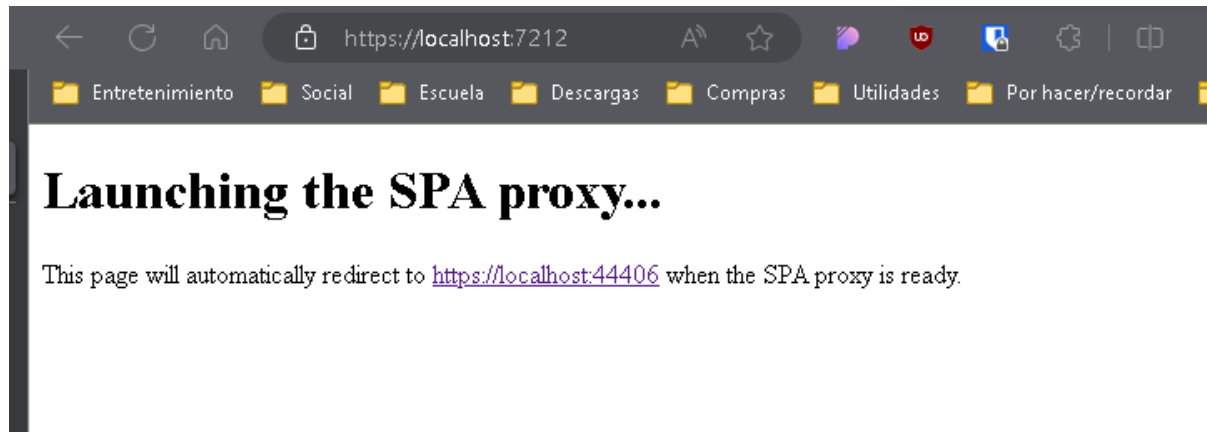 https://localhost:7212
Entretenimiento Social Escuela Descargas Compras Utilidades Por hacer/recordar
Launching the SPA proxy...
This page will automatically redirect to https://localhost:44406 when the SPA proxy is ready.